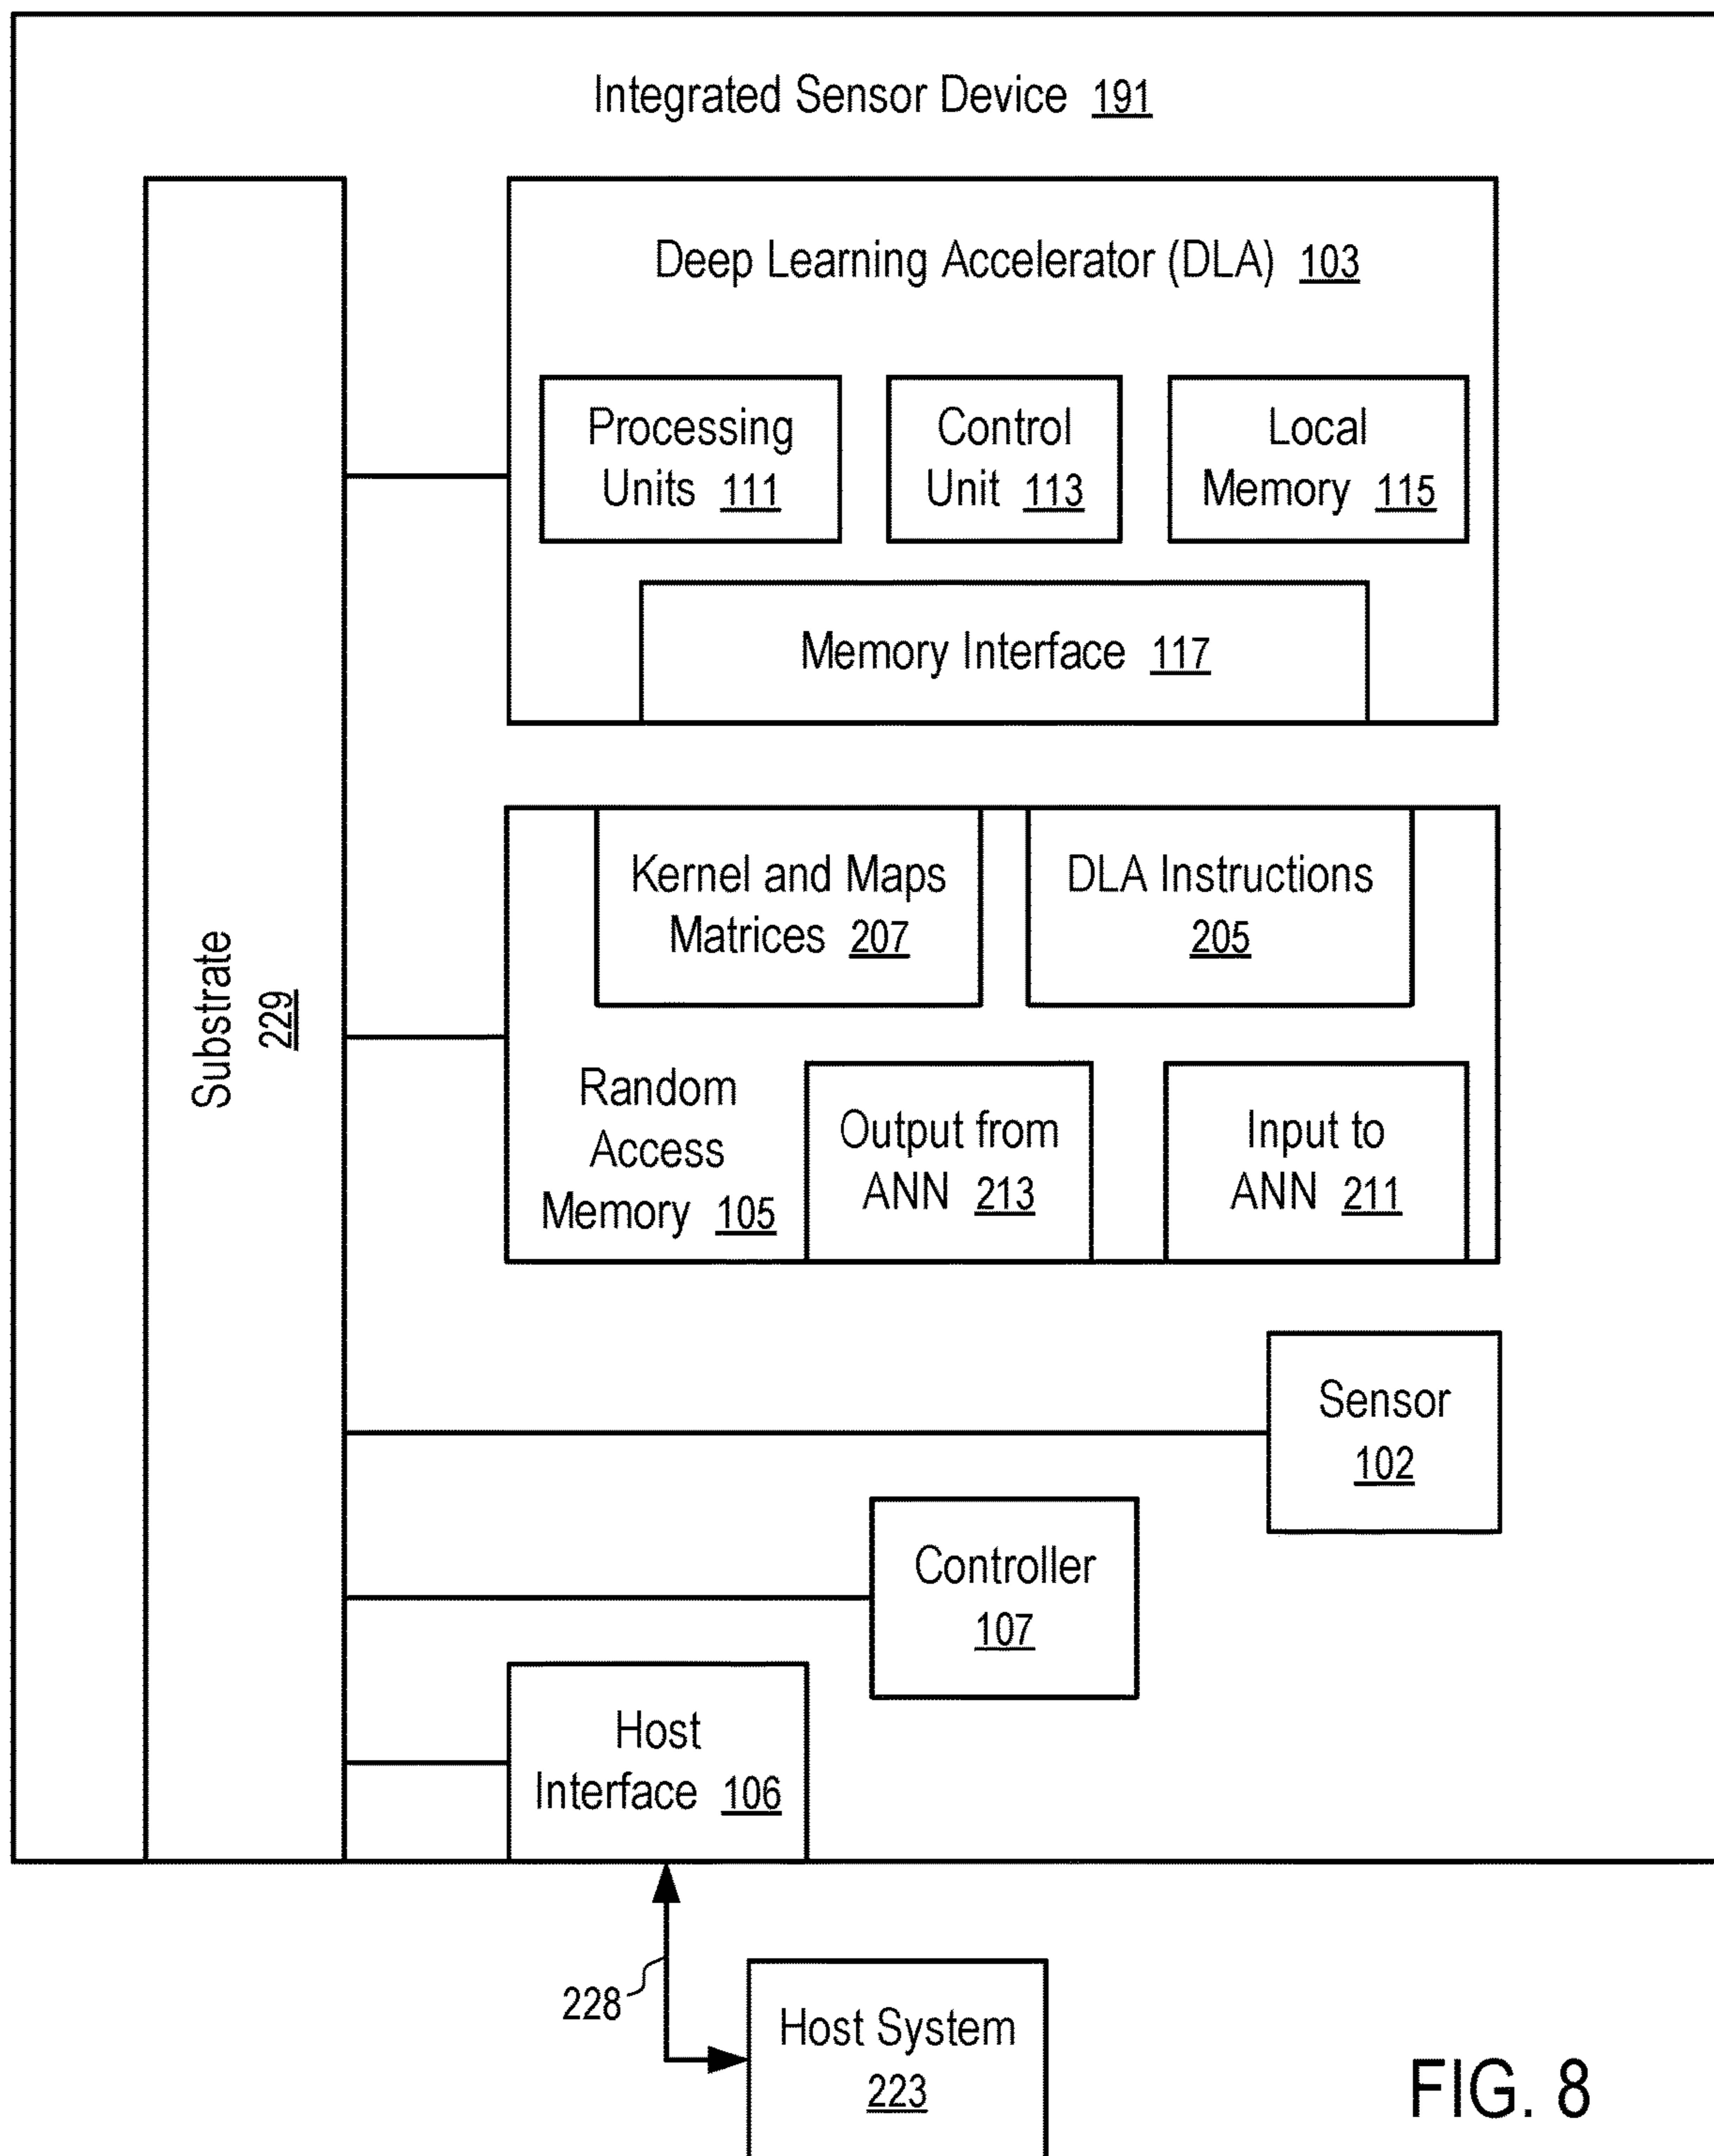 Integrated Sensor Device 191
Deep Learning Accelerator (DLA) 103
Processing
Units 111
Control
Unit 113
Local
Memory 115
Memory Interface 117
Substrate
229
Kernel and Maps
Matrices 207
DLA Instructions
205
Random
Access
Memory 105
Output from
ANN 213
Input to
ANN 211
Sensor
102
Controller
107
Host
Interface 106
228
Host System
223
FIG. 8